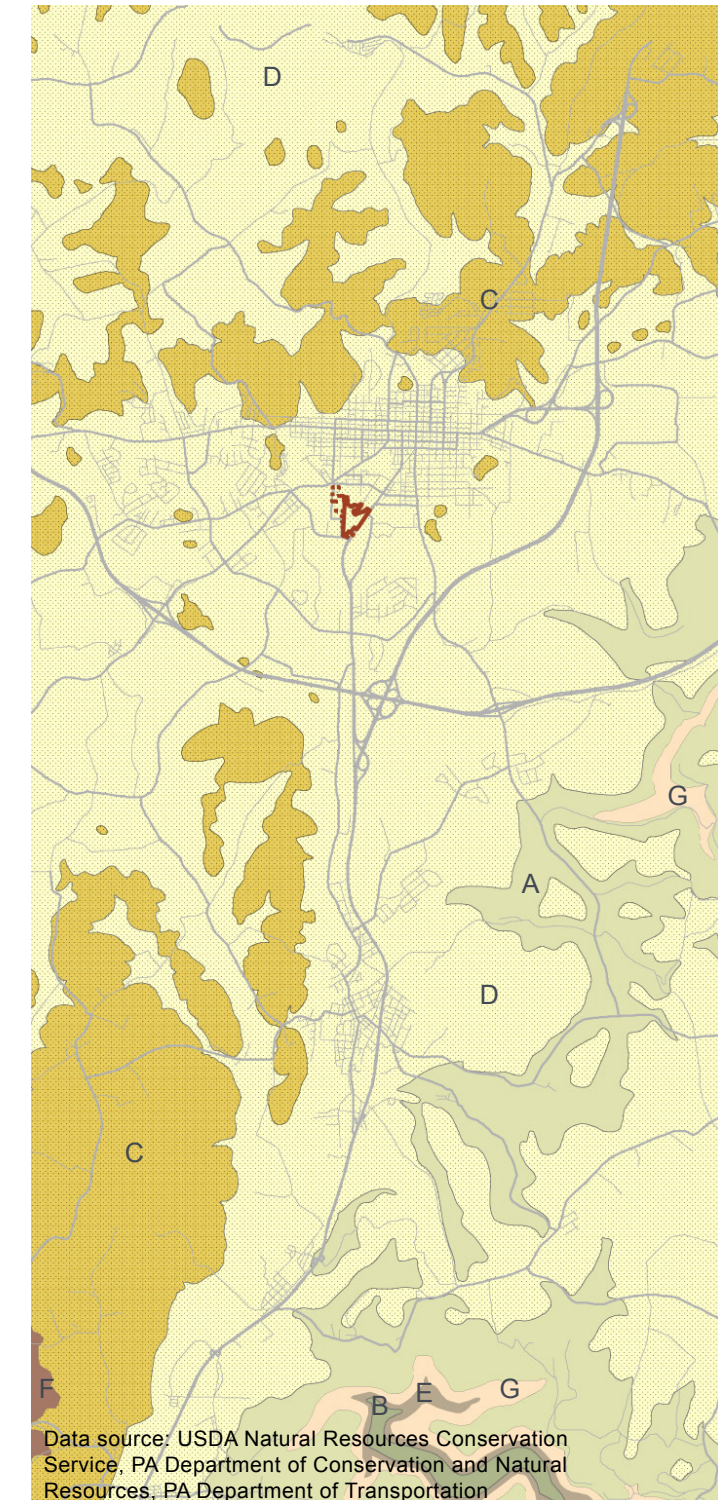 D
C
G
A
D
C
F
B
E
G
Data source: USDA Natural Resources Conservation
Service, PA Department of Conservation and Natural
Resources, PA Department of Transportation